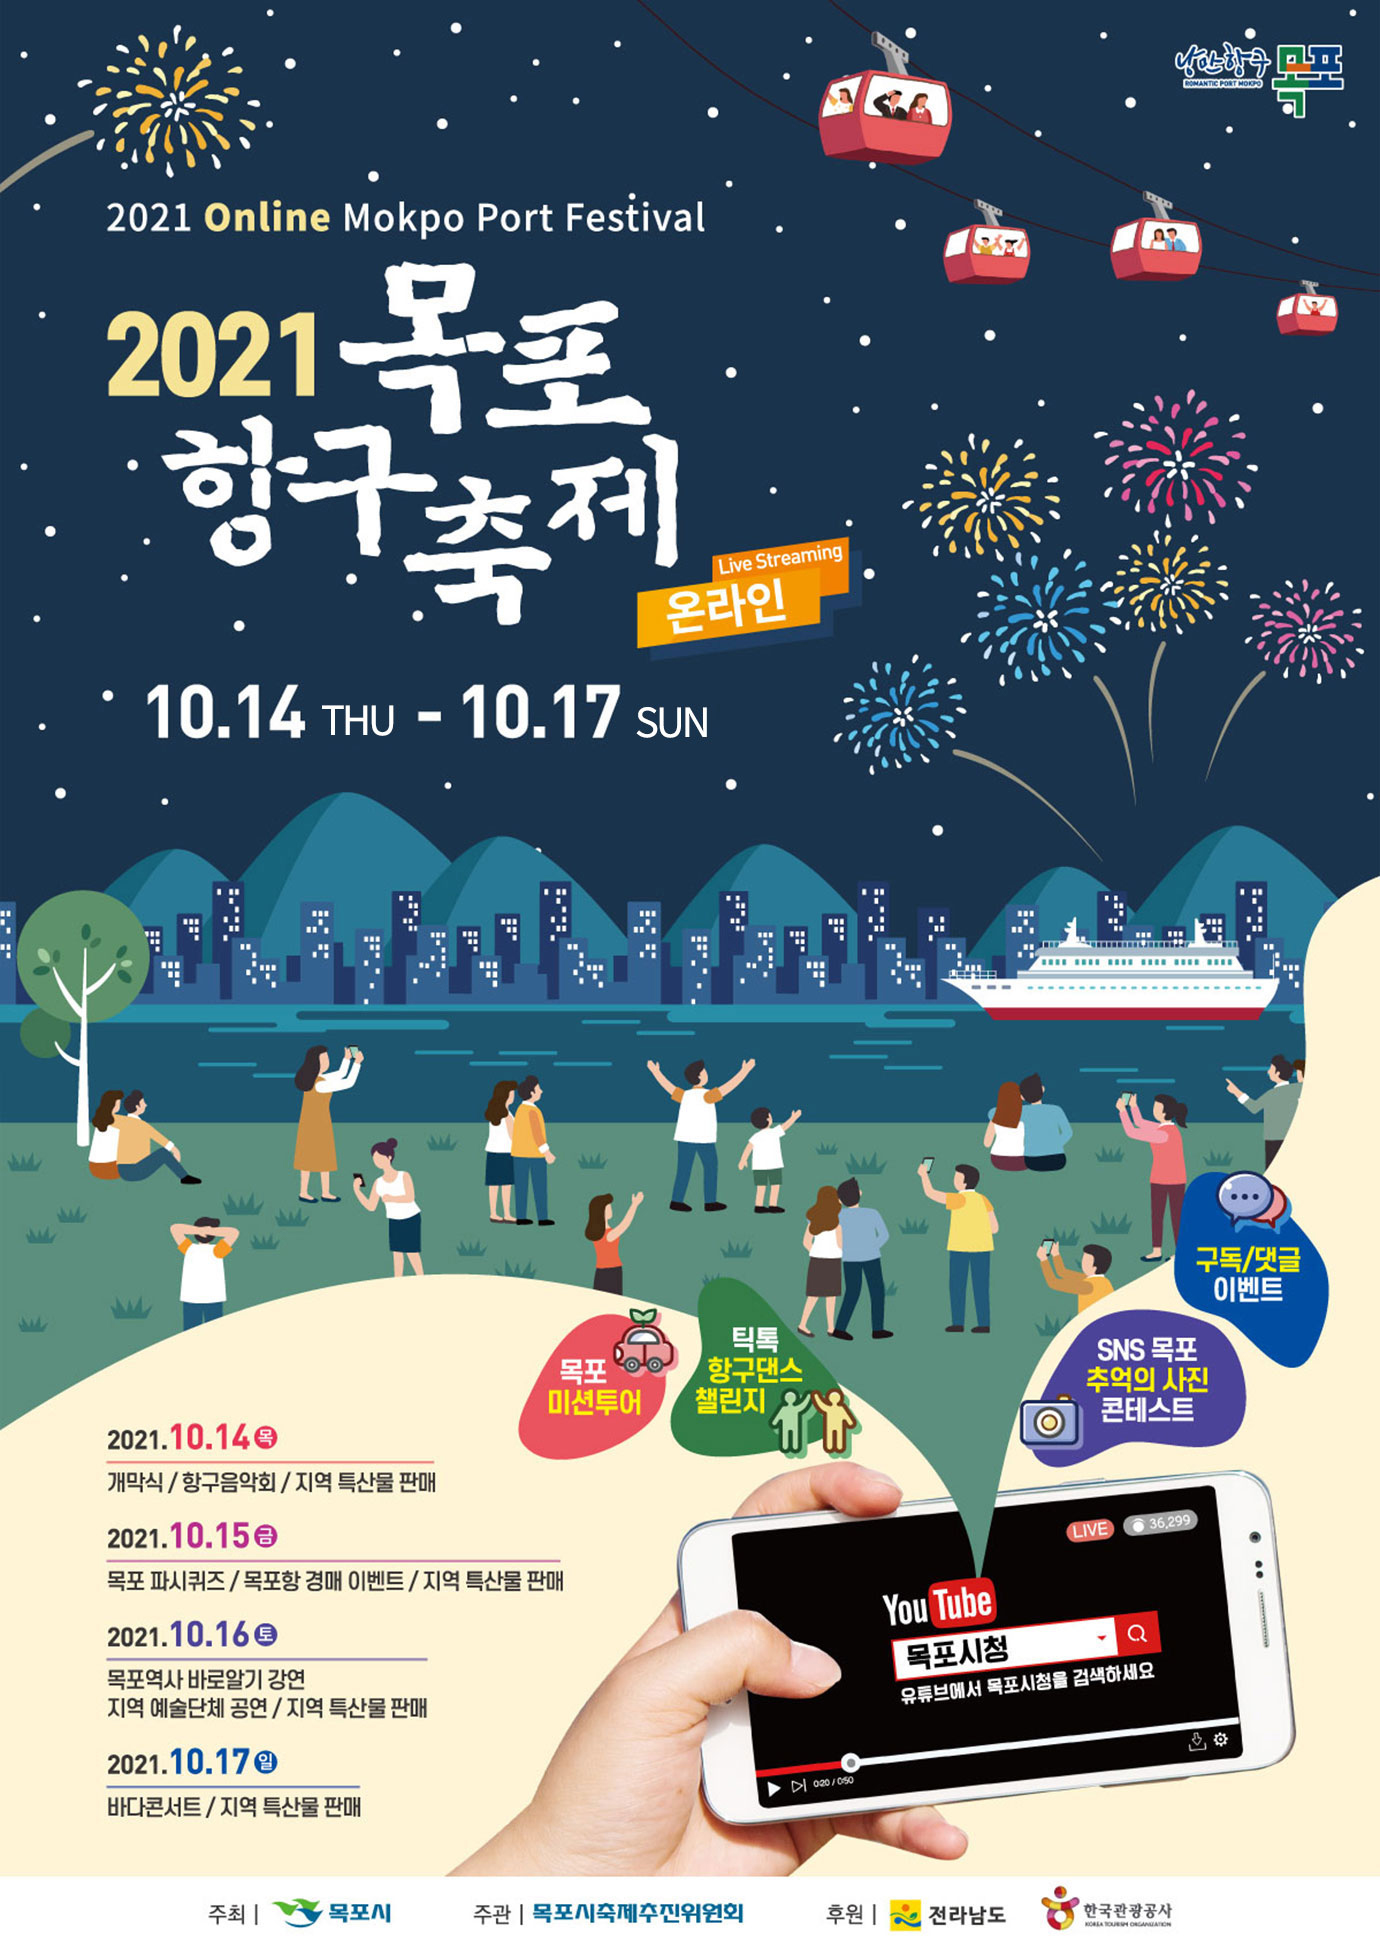 낭만항구
ROMANTIC PORT MOKPO
목포
2021 Online Mokpo Port Festival
2021 목포
항구축제
Live Streaming
온라인
10.14 THU - 10.17 SUN
구독/댓글
이벤트
SNS 목포
추억의 사진
콘테스트
틱톡
항구댄스
챌린지
목포
미션투어
2021.10.14 목
개막식 / 항구음악회 / 지역 특산물 판매
2021.10.15 금
목포 파시퀴즈 / 목포항 경매 이벤트 / 지역 특산물 판매
2021.10.16 토
목포역사 바로알기 강연
지역 예술단체 공연 / 지역 특산물 판매
2021.10.17 일
바다콘서트 / 지역 특산물 판매
LIVE 36,299
YouTube
목포시청
유튜브에서 목포시청을 검색하세요
0:20 / 0:50
주최 | 목포시 주관 | 목포시축제추진위원회 후원 | 전라남도 한국관광공사
KOREA TOURISM ORGANIZATION